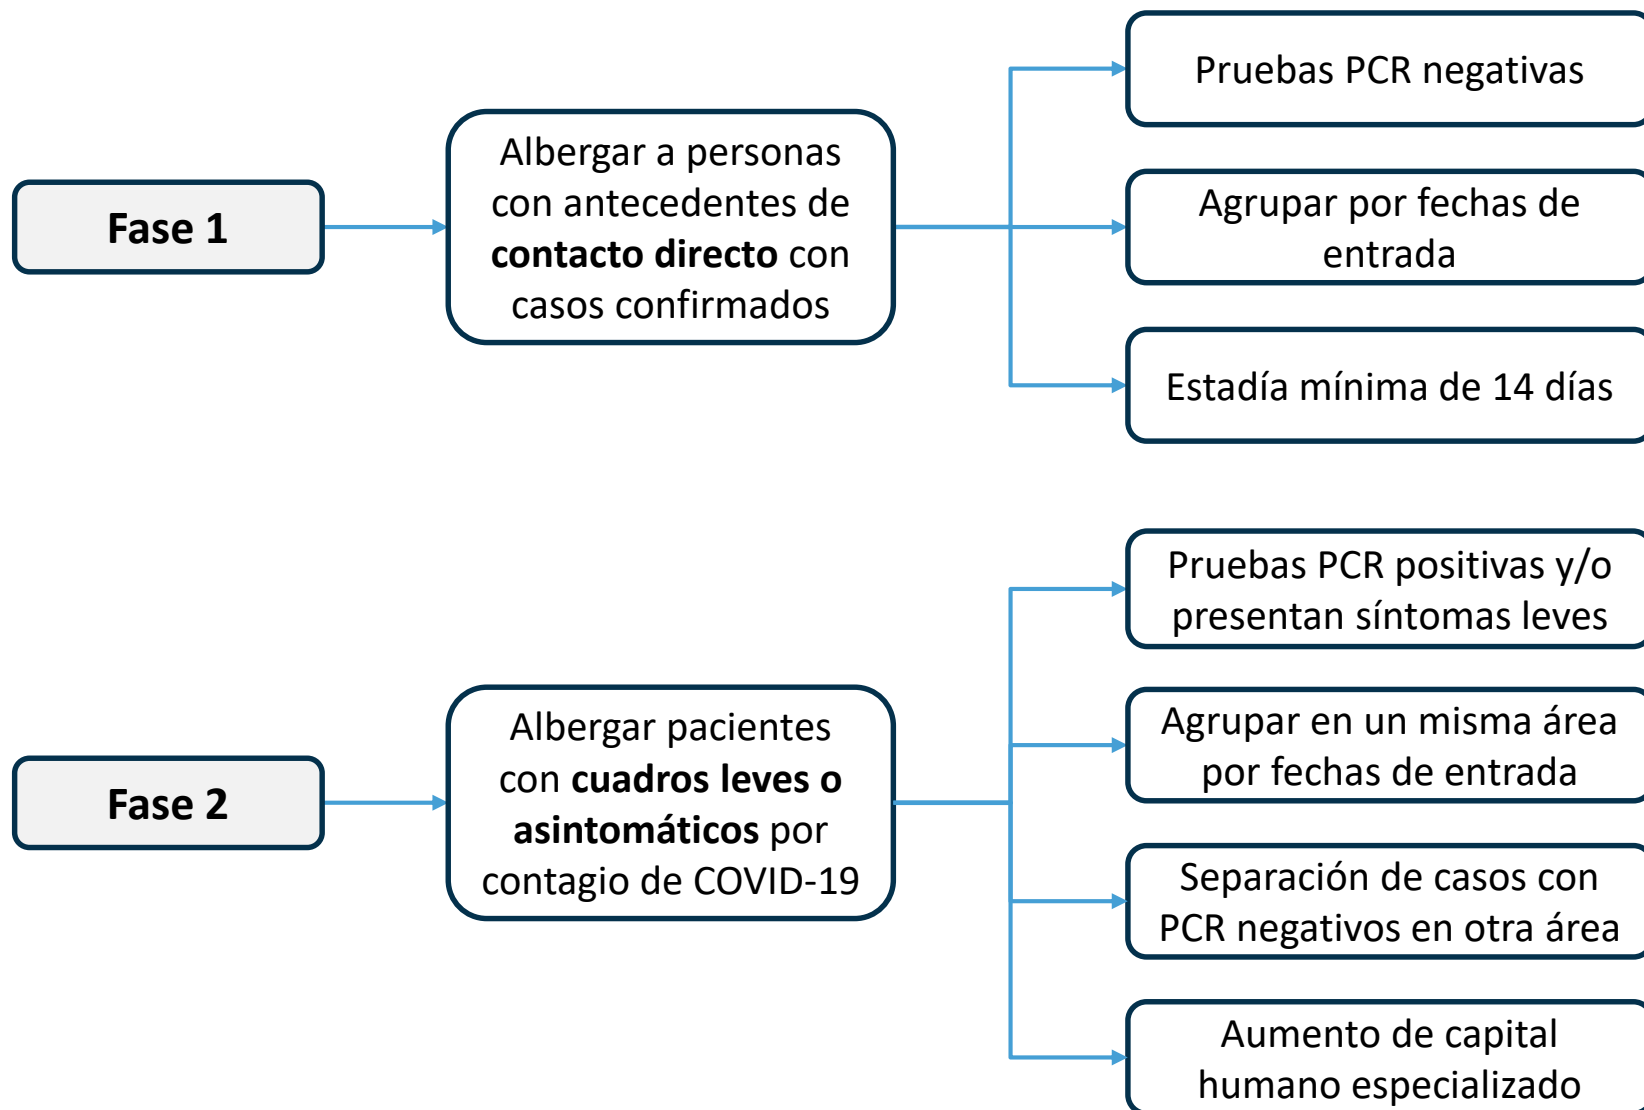 Fase 1
Albergar a personas
con antecedentes de
contacto directo con
casos confirmados
Pruebas PCR negativas
Agrupar por fechas de
entrada
Estadía mínima de 14 días
Fase 2
Albergar pacientes
con cuadros leves o
asintomáticos por
contagio de COVID-19
Pruebas PCR positivas y/o
presentan síntomas leves
Agrupar en un misma área
por fechas de entrada
Separación de casos con
PCR negativos en otra área
Aumento de capital
humano especializado